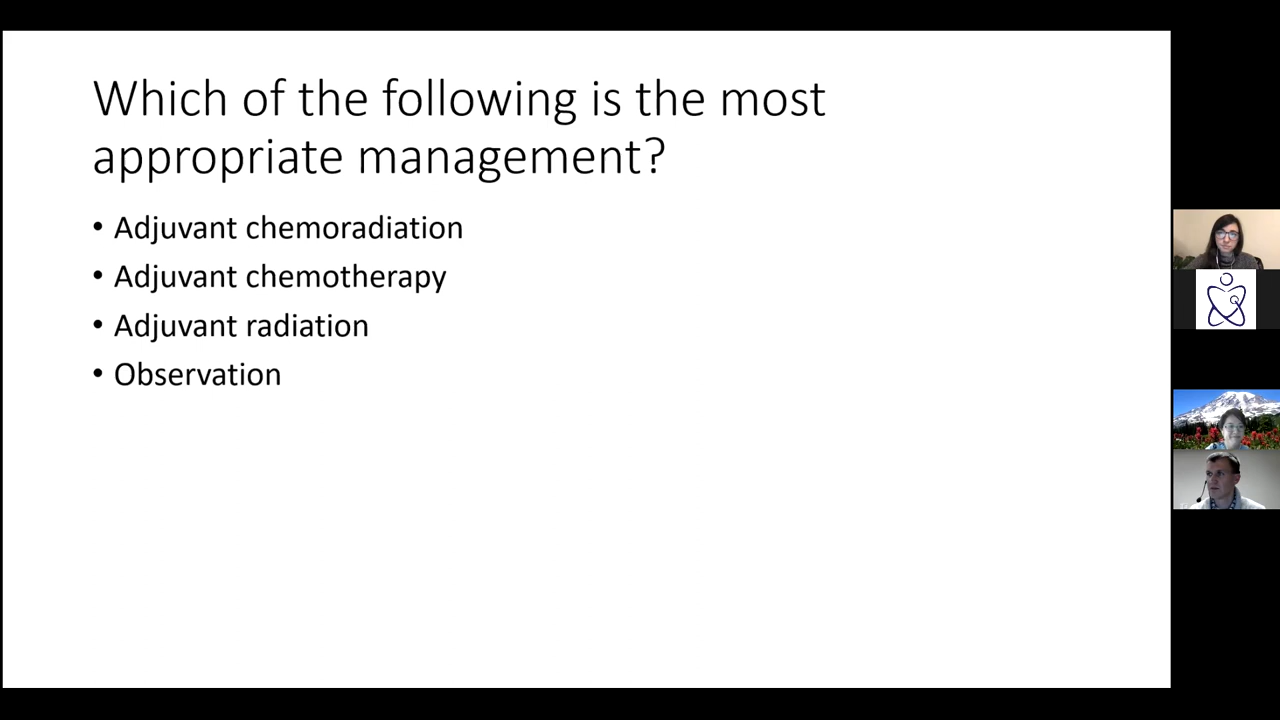 Which of the following is the most
appropriate management?
• Adjuvant chemoradiation
• Adjuvant chemotherapy
• Adjuvant radiation
• Observation